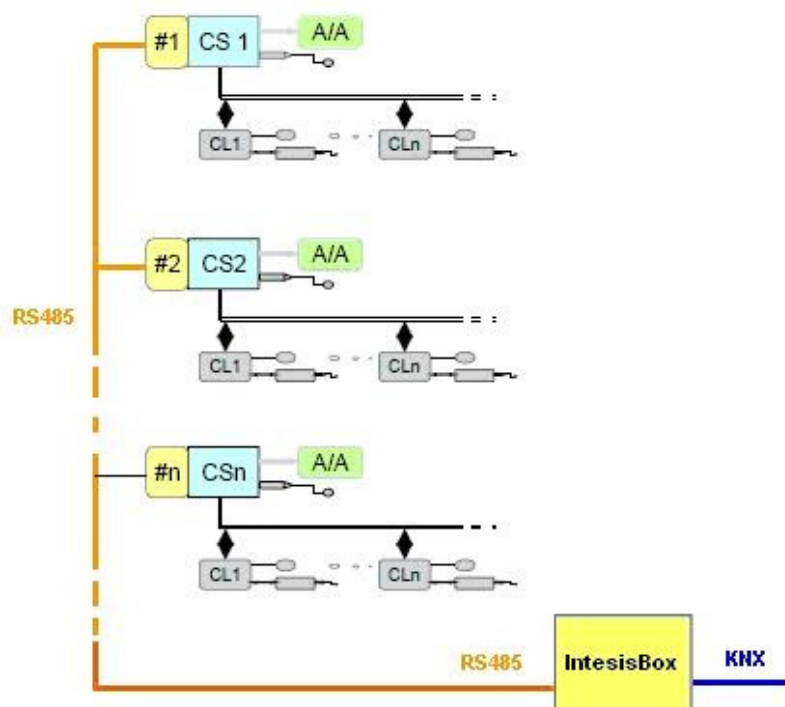 #1 CS 1 A/A
CL1 CLn
#2 CS2 A/A
CL1 CLn
RS485
#n CSn A/A
CL1 CLn
RS485 IntesisBox KNX